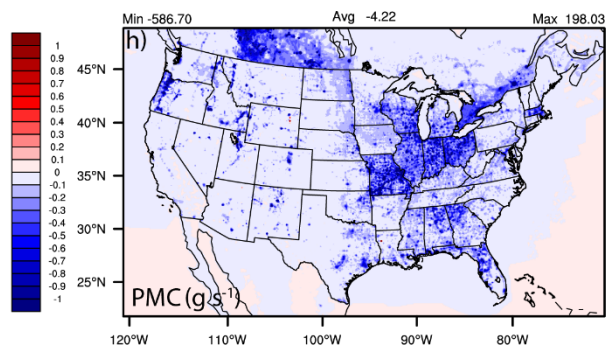 Min -586.70 Avg -4.22 Max 198.03
h)
1
0.9
0.8
0.7
0.6
0.5
0.4
0.3
0.2
0.1
0
-0.1
-0.2
-0.3
-0.4
-0.5
-0.6
-0.7
-0.8
-0.9
-1
45°N
40°N
35°N
30°N
25°N
PMC (g s⁻¹)
120°W 110°W 100°W 90°W 80°W